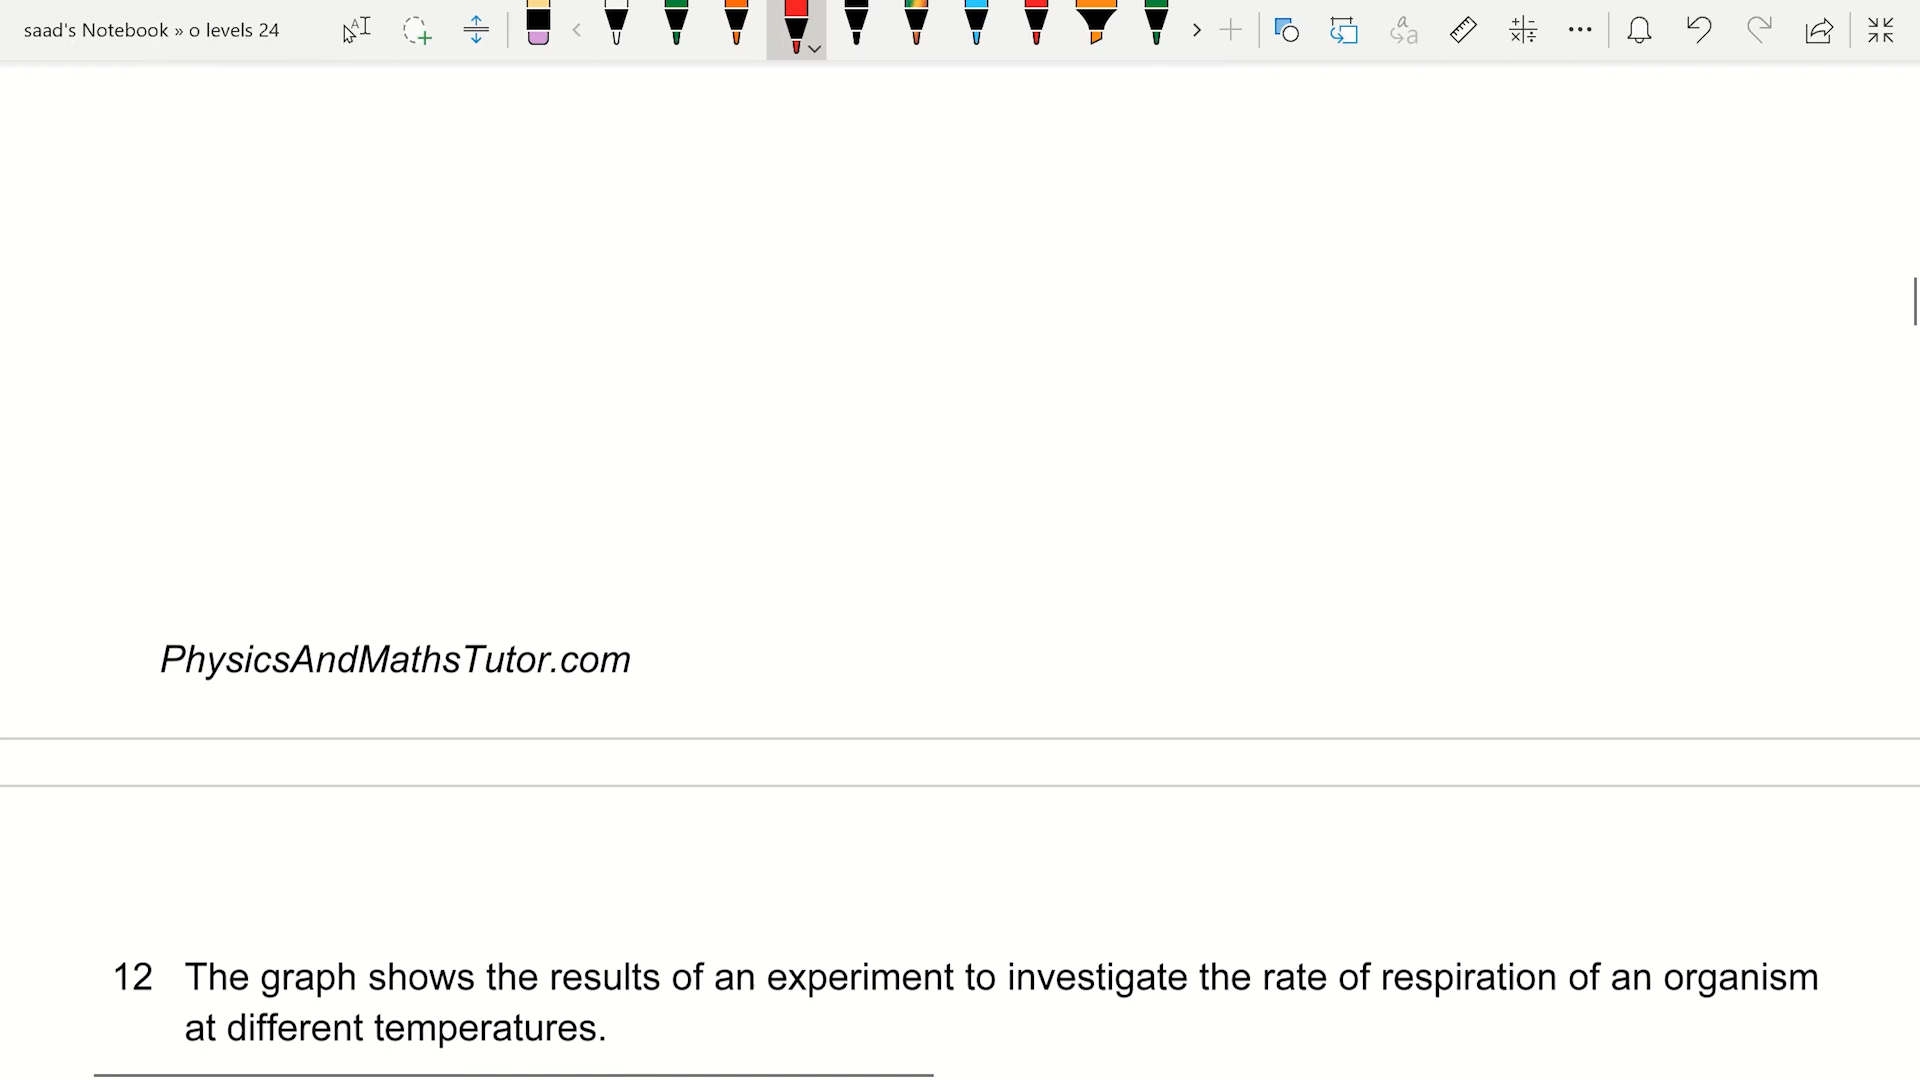 saad's Notebook » o levels 24
PhysicsAndMathsTutor.com
12 The graph shows the results of an experiment to investigate the rate of respiration of an organism
at different temperatures.